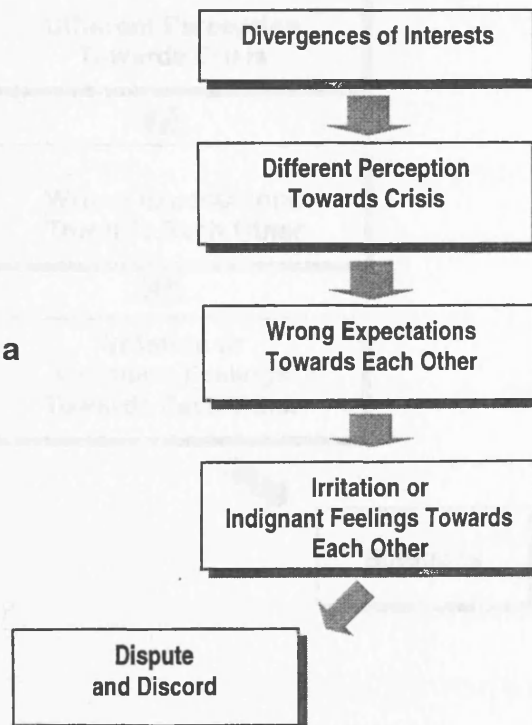 Divergences of Interests
Different Perception
Towards Crisis
Wrong Expectations
Towards Each Other
a
Irritation or
Indignant Feelings Towards
Each Other
Dispute
and Discord